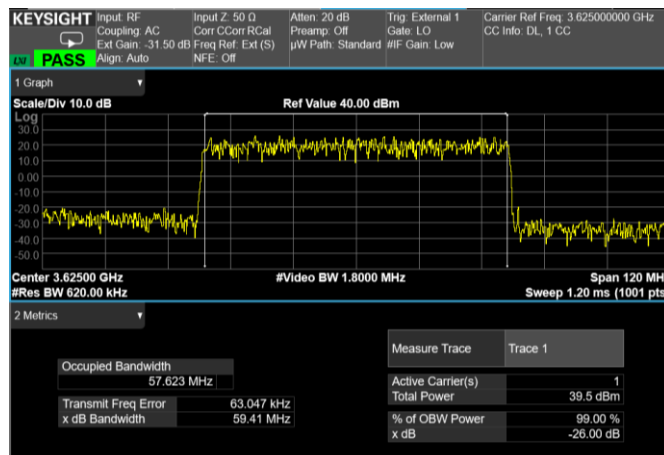 KEYSIGHT Input: RF Input Z: 50 Ω Atten: 20 dB Trig: External 1 Carrier Ref Freq: 3.625000000 GHz
Coupling: AC Corr CCorr RCal Preamp: Off Gate: LO CC Info: DL, 1 CC
Ext Gain: -31.50 dB Freq Ref: Ext (S) µW Path: Standard #IF Gain: Low
LXI PASS Align: Auto NFE: Off
1 Graph
Scale/Div 10.0 dB Ref Value 40.00 dBm
Log
30.0
20.0
10.0
0.00
-10.0
-20.0
-30.0
-40.0
-50.0
Center 3.62500 GHz #Video BW 1.8000 MHz Span 120 MH
#Res BW 620.00 kHz Sweep 1.20 ms (1001 pts
2 Metrics
Measure Trace Trace 1
Occupied Bandwidth
57.623 MHz
Active Carrier(s) 1
Transmit Freq Error 63.047 kHz Total Power 39.5 dBm
x dB Bandwidth 59.41 MHz % of OBW Power 99.00 %
x dB -26.00 dB